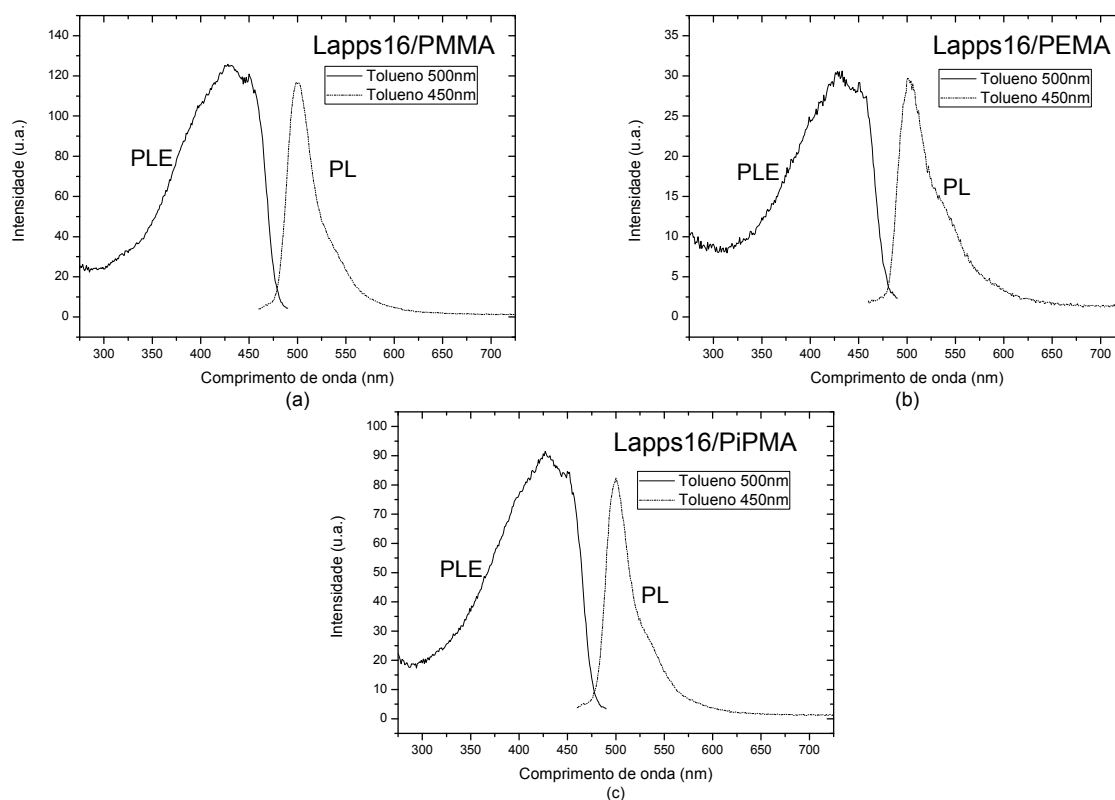 Lapps16/PMMA
Tolueno 500nm
Tolueno 450nm
PLE
PL
Intensidade (u.a.)
140
120
100
80
60
40
20
0
300 350 400 450 500 550 600 650 700
Comprimento de onda (nm)
(a)
Lapps16/PEMA
Tolueno 500nm
Tolueno 450nm
PLE
PL
Intensidade (u.a.)
35
30
25
20
15
10
5
0
300 350 400 450 500 550 600 650 700
Comprimento de onda (nm)
(b)
Lapps16/PiPMA
Tolueno 500nm
Tolueno 450nm
PLE
PL
Intensidade (u.a.)
100
90
80
70
60
50
40
30
20
10
0
300 350 400 450 500 550 600 650 700
Comprimento de onda (nm)
(c)